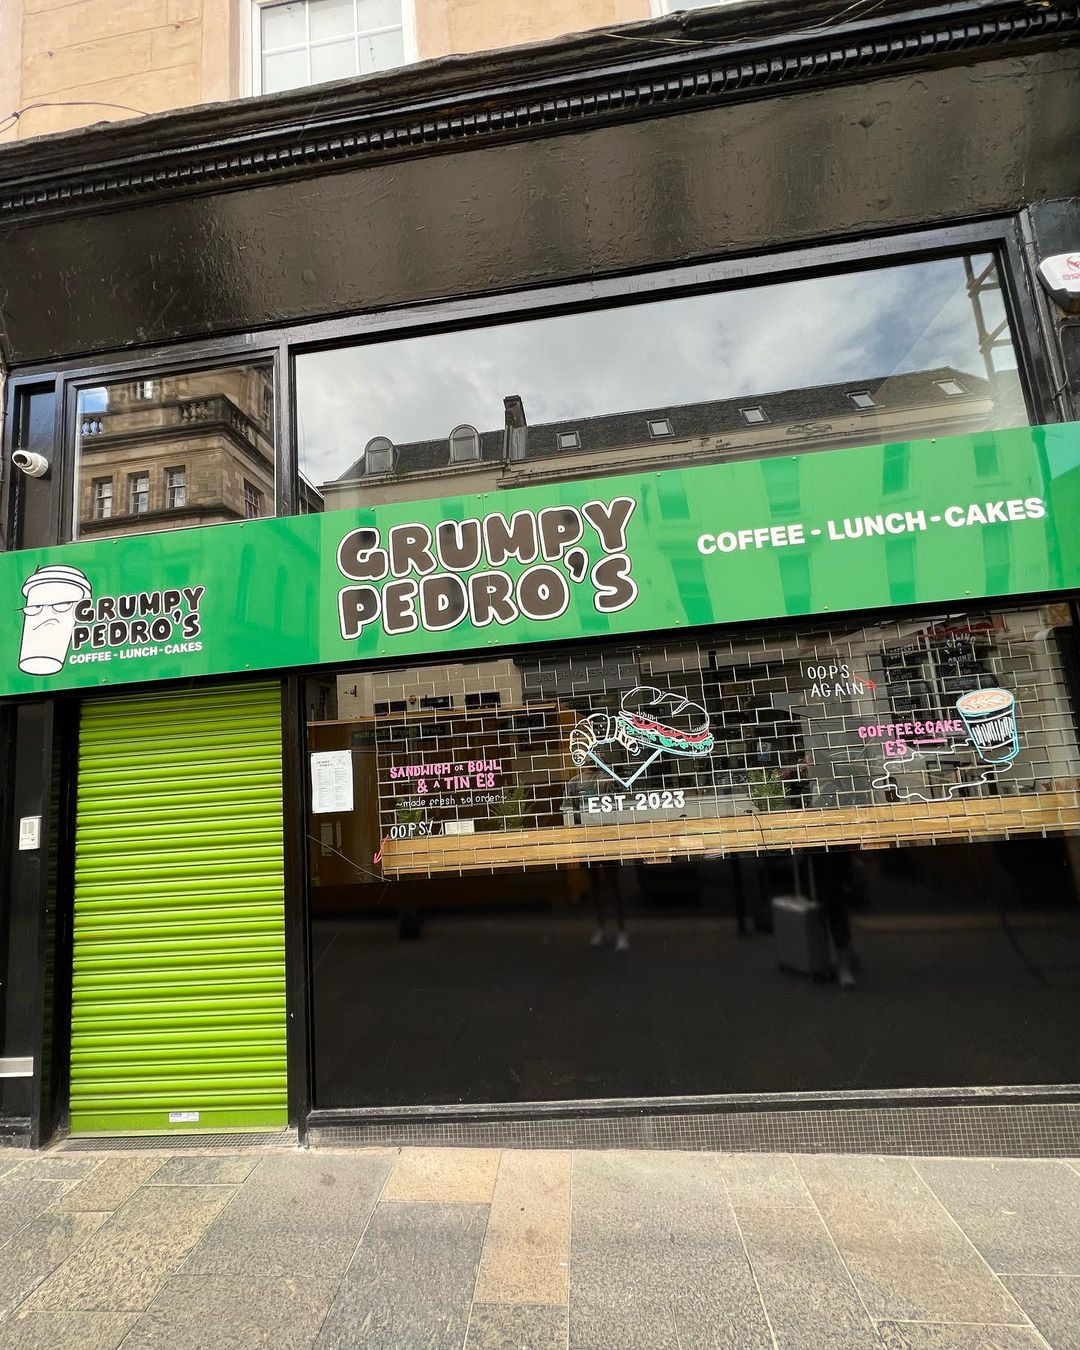 GRUMPY
PEDRO'S
COFFEE - LUNCH - CAKES
GRUMPY
PEDRO'S
COFFEE - LUNCH - CAKES
OOPS
AGAIN
COFFEE & CAKE
£5
SANDWICH OR BOWL
& A TIN £8
~made fresh to order~
OOPS!
EST. 2023